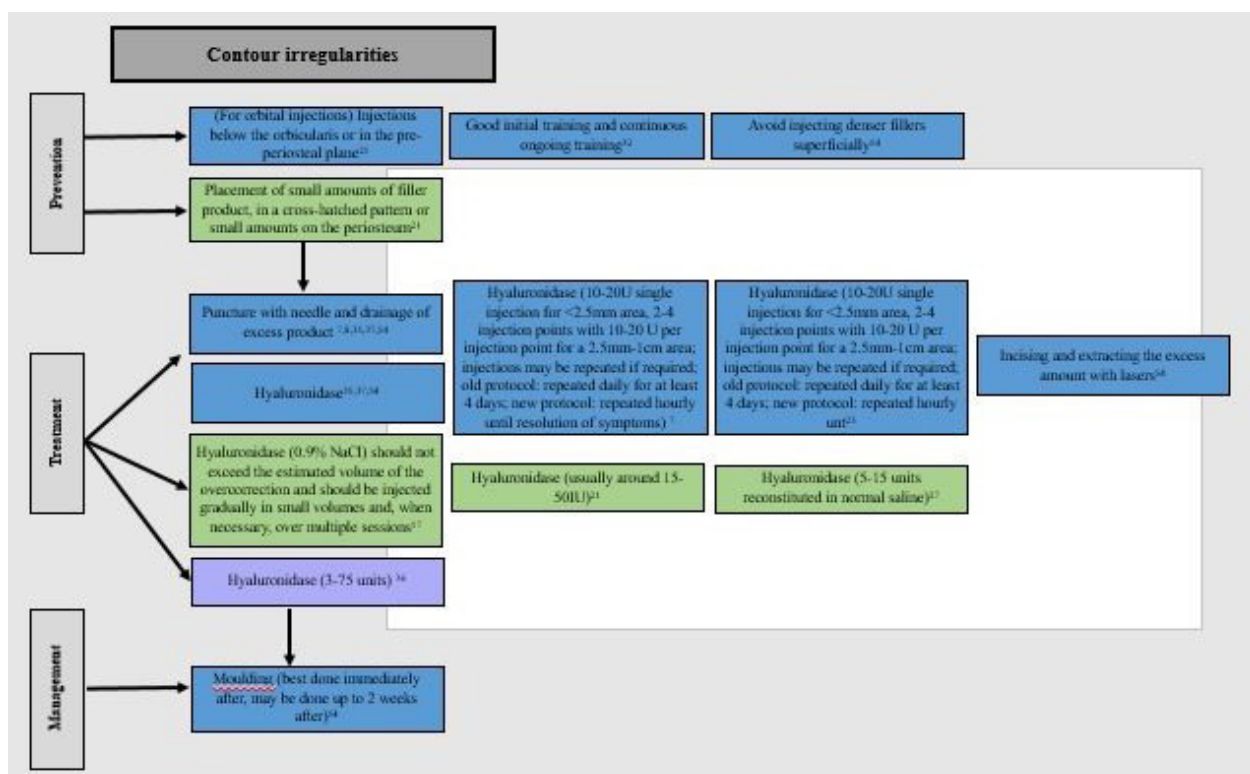 Contour irregularities
Prevention
(For orbital injections) Injections
below the orbicularis or in the pre-
periosteal plane
Good initial training and continuous
ongoing training
Avoid injecting denser fillers
superficially
Placement of small amounts of filler
product, in a cross-hatched pattern or
small amounts on the periosteum
Treatment
Puncture with needle and drainage of
excess product
Hyaluronidase
Hyaluronidase (10-20U single
injection for <2.5mm area, 2-4
injection points with 10-20 U per
injection point for a 2.5mm-1cm area;
injections may be repeated if required;
old protocol: repeated daily for at least
4 days; new protocol: repeated hourly
until resolution of symptoms) ⁷
Hyaluronidase (10-20U single
injection for <2.5mm area, 2-4
injection points with 10-20 U per
injection point for a 2.5mm-1cm area;
injections may be repeated if required;
old protocol: repeated daily for at least
4 days; new protocol: repeated hourly
unt
Incising and extracting the excess
amount with lasers
Hyaluronidase (0.9% NaCl) should not
exceed the estimated volume of the
overcorrection and should be injected
gradually in small volumes and, when
necessary, over multiple sessions
Hyaluronidase (usually around 15-
50IU)
Hyaluronidase (5-15 units
reconstituted in normal saline)
Hyaluronidase (3-75 units)
Management
Moulding (best done immediately
after, may be done up to 2 weeks
after)